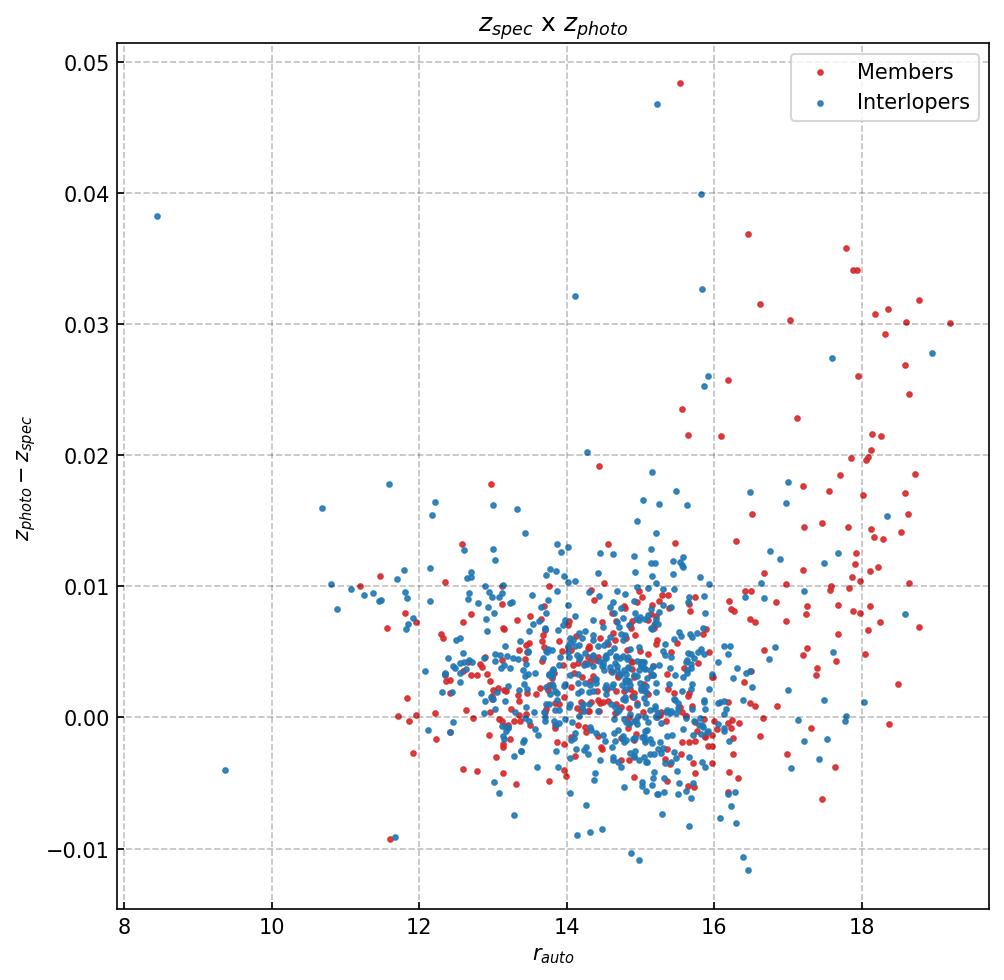 z_spec x z_photo
Members
Interlopers
0.05
0.04
0.03
0.02
0.01
0.00
−0.01
z_photo − z_spec
8 10 12 14 16 18
r_auto